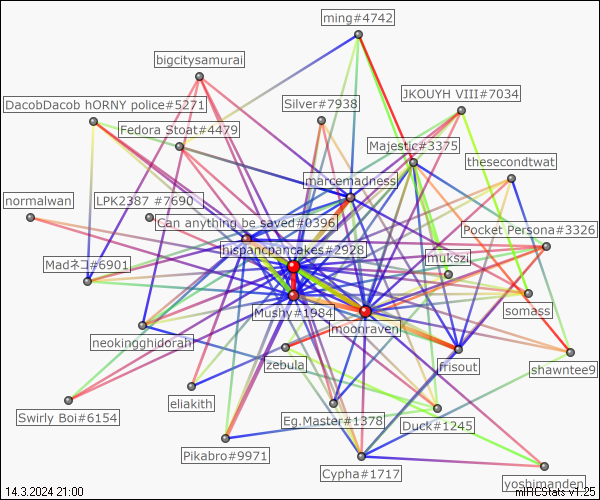 ming#4742
bigcitysamurai
JKOUYH VIII#7034
DacobDacob hORNY police#5271
Silver#7938
Fedora Stoat#4479
Majestic#3375
thesecondtwat
marcemadness
normalwan
LPK2387 #7690
Can anything be saved#0396
Pocket Persona#3326
hispancpancakes#2928
mukszi
Madネコ#6901
somass
Mushy#1984
moonraven
neokingghidorah
zebula
frisout
shawntee9
eliakith
Swirly Boi#6154
Eg.Master#1378
Duck#1245
Pikabro#9971
Cypha#1717
yoshimanden
14.3.2024 21:00
mIRCStats v1.25